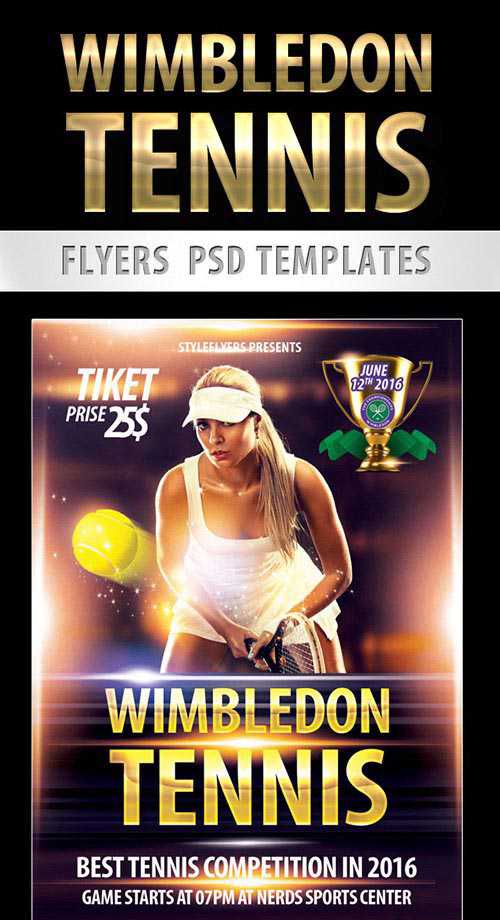 WIMBLEDON
TENNIS
FLYERS PSD TEMPLATES
STYLEFLYERS PRESENTS
TIKET
PRISE 25$
JUNE
12TH 2016
WIMBLEDON
TENNIS
BEST TENNIS COMPETITION IN 2016
GAME STARTS AT 07PM AT NERDS SPORTS CENTER